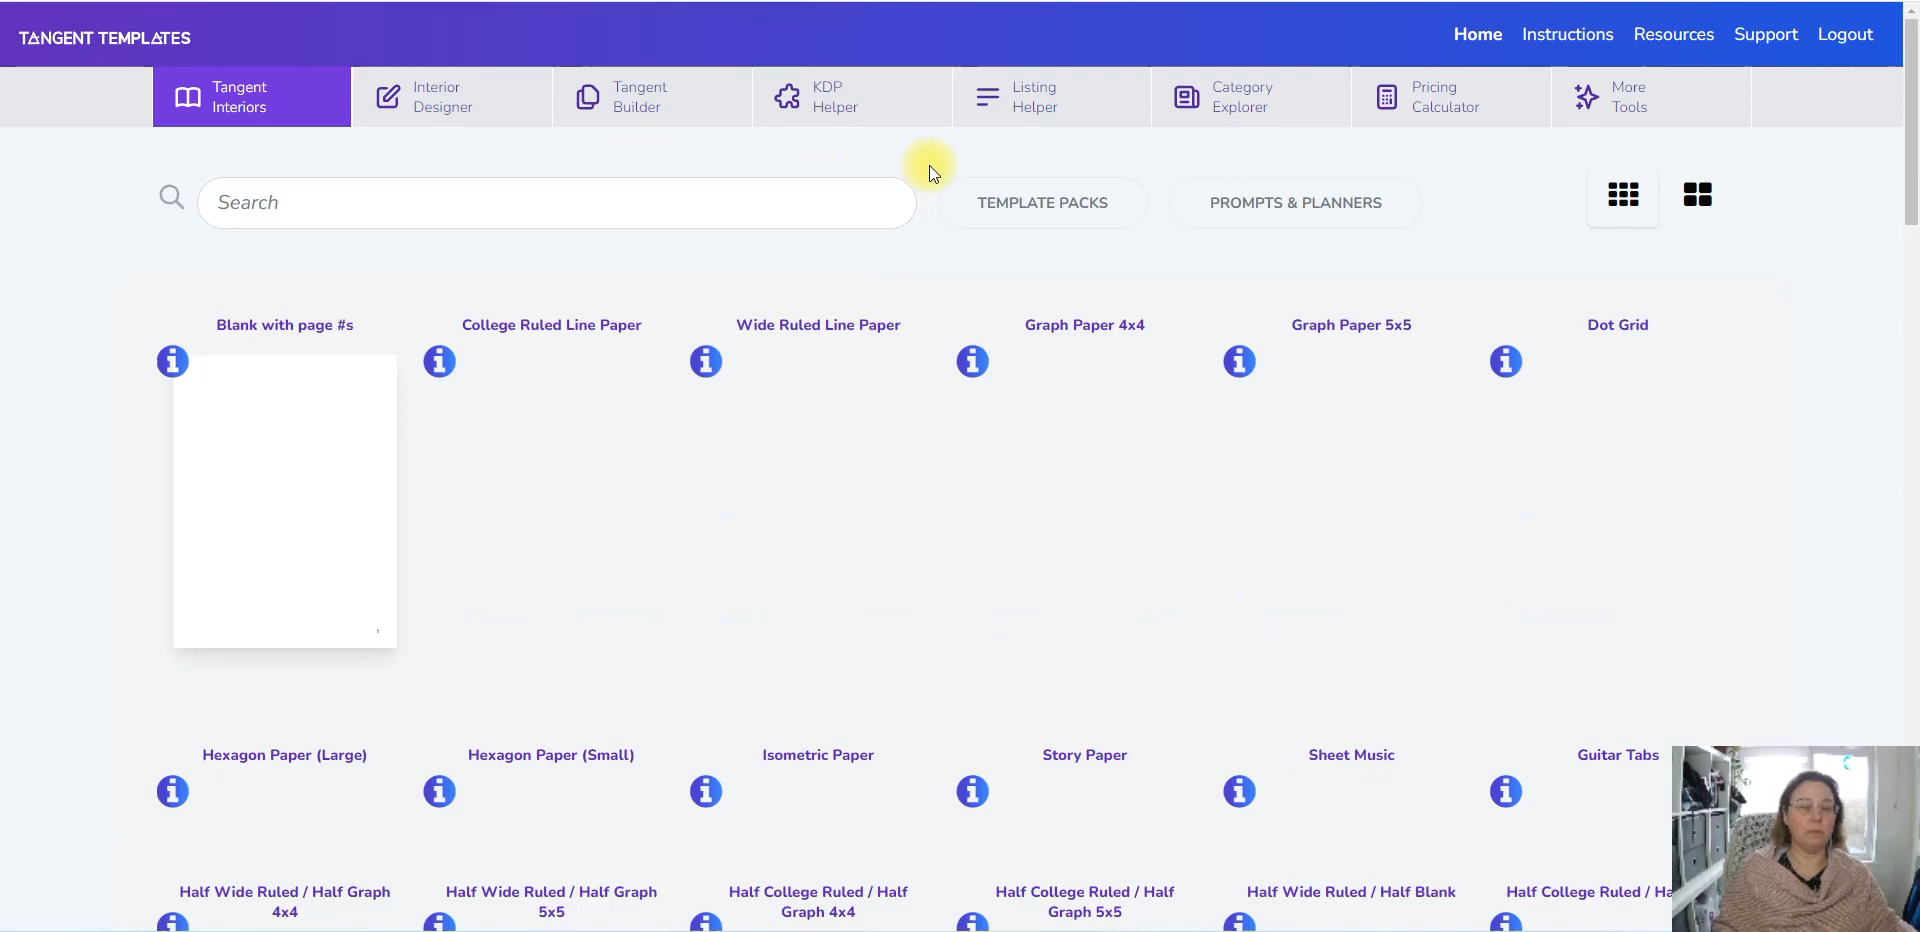 TANGENT TEMPLATES
Home Instructions Resources Support Logout
Tangent Interiors
Interior Designer
Tangent Builder
KDP Helper
Listing Helper
Category Explorer
Pricing Calculator
More Tools
Search
TEMPLATE PACKS
PROMPTS & PLANNERS
Blank with page #s
College Ruled Line Paper
Wide Ruled Line Paper
Graph Paper 4x4
Graph Paper 5x5
Dot Grid
Hexagon Paper (Large)
Hexagon Paper (Small)
Isometric Paper
Story Paper
Sheet Music
Guitar Tabs
Half Wide Ruled / Half Graph
4x4
Half Wide Ruled / Half Graph
5x5
Half College Ruled / Half
Graph 4x4
Half College Ruled / Half
Graph 5x5
Half Wide Ruled / Half Blank
Half College Ruled / Ha